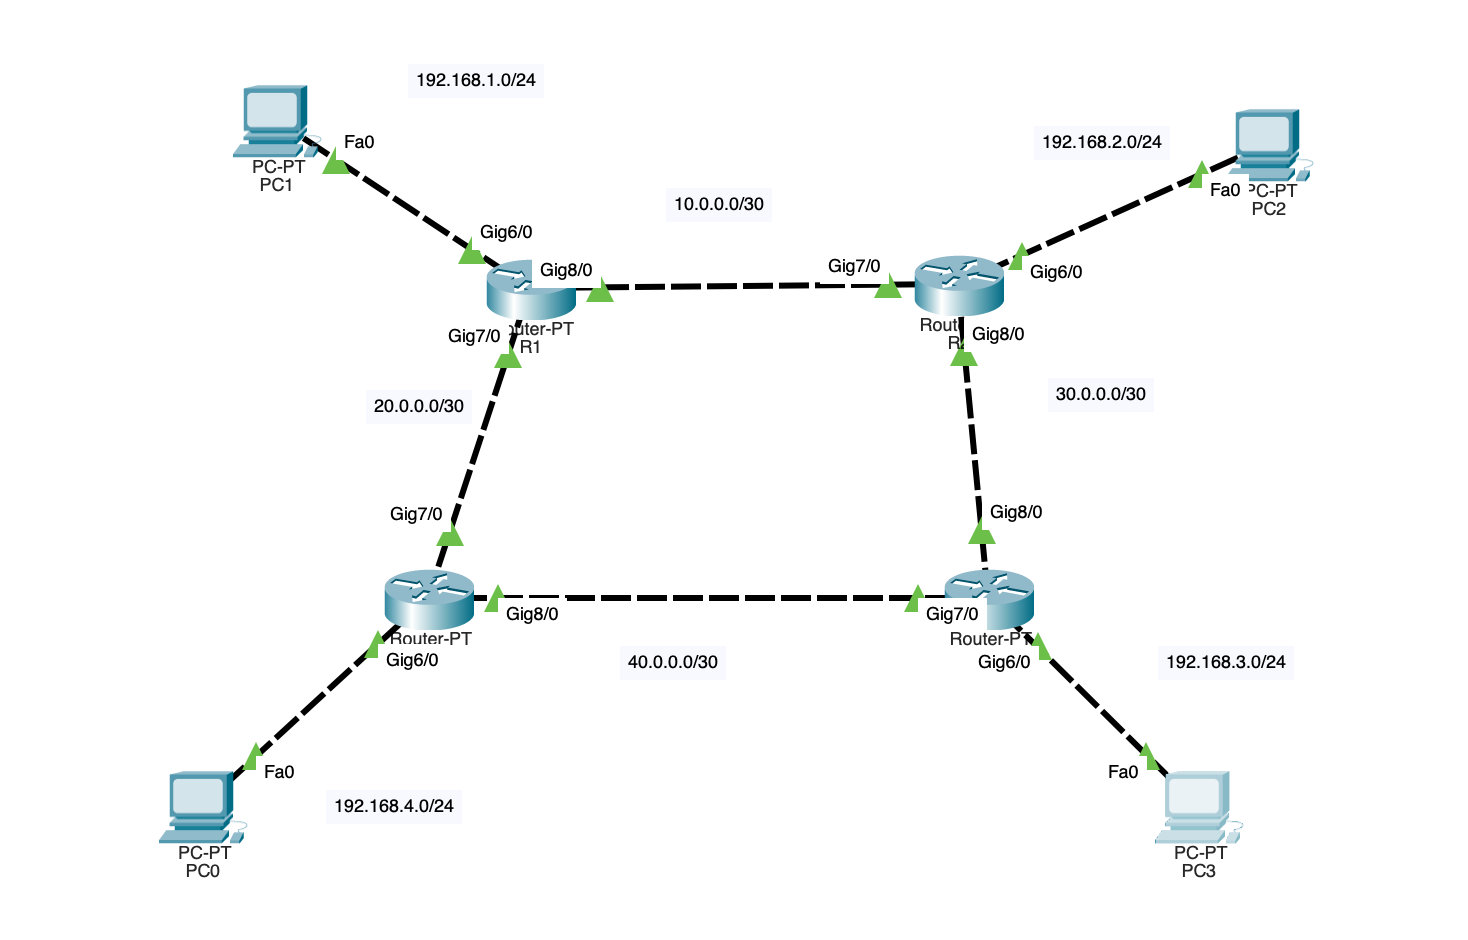 192.168.1.0/24
Fa0
PC-PT
PC1
192.168.2.0/24
Fa0
PC-PT
PC2
10.0.0.0/30
Gig6/0
Gig8/0
Gig7/0
Gig6/0
Gig7/0
R1
Gig8/0
20.0.0.0/30
30.0.0.0/30
Gig7/0
Gig8/0
Router-PT
Gig8/0
Gig6/0
Gig7/0
Router-PT
Gig6/0
40.0.0.0/30
192.168.3.0/24
Fa0
PC-PT
PC0
192.168.4.0/24
Fa0
PC-PT
PC3